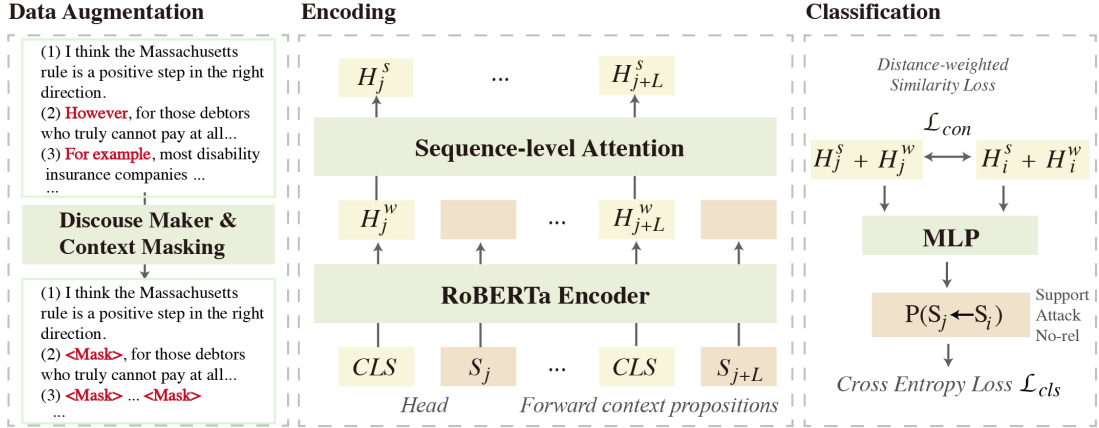 Data Augmentation
(1) I think the Massachusetts
rule is a positive step in the right
direction.
(2) However, for those debtors
who truly cannot pay at all...
(3) For example, most disability
insurance companies ...
...
Discouse Maker &
Context Masking
(1) I think the Massachusetts
rule is a positive step in the right
direction.
(2) <Mask>, for those debtors
who truly cannot pay at all...
(3) <Mask> ... <Mask>
...
Encoding
H_j^s ... H_{j+L}^s
Sequence-level Attention
H_j^w ... H_{j+L}^w
RoBERTa Encoder
CLS S_j ... CLS S_{j+L}
Head Forward context propositions
Classification
Distance-weighted
Similarity Loss
ℒ_con
H_j^s + H_j^w H_i^s + H_i^w
MLP
P(S_j←S_i)
Support
Attack
No-rel
Cross Entropy Loss ℒ_cls